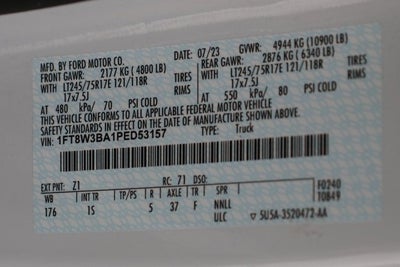 MFD. BY FORD MOTOR CO.
07/23 GVWR: 4944 KG (10900 LB)
FRONT GAWR: 2177 KG (4800 LB) REAR GAWR: 2876 KG (6340 LB)
WITH LT245/75R17E 121/118R TIRES WITH LT245/75R17E 121/118R TIRES
17x7.5J RIMS 17x7.5J RIMS
AT 480 kPa/ 70 PSI COLD AT 550 kPa/ 80 PSI COLD
THIS VEHICLE CONFORMS TO ALL APPLICABLE FEDERAL MOTOR VEHICLE
SAFETY STANDARDS IN EFFECT ON THE DATE OF MANUFACTURE SHOWN ABOVE.
VIN: 1FT8W3BA1PED53157 TYPE: Truck
EXT PNT: Z1 RC: 71 DSO: F0240
WB INT TR TP/PS R AXLE TR SPR T0849
176 1S 5 37 F NNLL
ULC 5U5A-3520472-AA